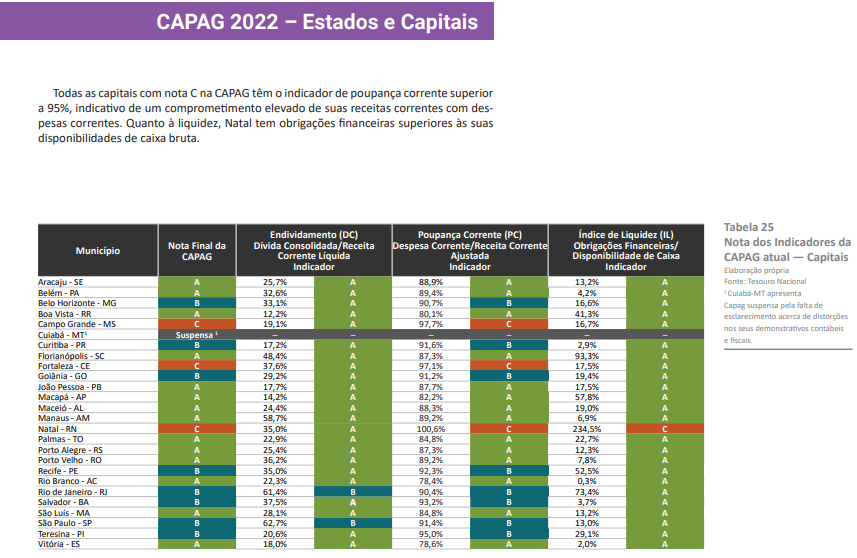 CAPAG 2022 – Estados e Capitais
Todas as capitais com nota C na CAPAG têm o indicador de poupança corrente superior
a 95%, indicativo de um comprometimento elevado de suas receitas correntes com des-
pesas correntes. Quanto à liquidez, Natal tem obrigações financeiras superiores às suas
disponibilidades de caixa bruta.
Município Nota Final da CAPAG Endividamento (DC) Dívida Consolidada/Receita Corrente Líquida Indicador Poupança Corrente (PC) Despesa Corrente/Receita Corrente Ajustada Indicador Índice de Liquidez (IL) Obrigações Financeiras/ Disponibilidade de Caixa Indicador
Aracaju - SE A 25,7% A 88,9% A 13,2% A
Belém - PA A 32,6% A 89,4% A 4,2% A
Belo Horizonte - MG B 33,1% A 90,7% B 16,6% A
Boa Vista - RR A 12,2% A 80,1% A 41,3% A
Campo Grande - MS C 19,1% A 97,7% C 16,7% A
Cuiabá - MT¹ Suspensa ¹ – – – – – –
Curitiba - PR B 17,2% A 91,6% B 2,9% A
Florianópolis - SC A 48,4% A 87,3% A 93,3% A
Fortaleza - CE C 37,6% A 97,1% C 17,5% A
Goiânia - GO B 29,2% A 91,2% B 19,4% A
João Pessoa - PB A 17,7% A 87,7% A 17,5% A
Macapá - AP A 14,2% A 82,2% A 57,8% A
Maceió - AL A 24,4% A 88,3% A 19,0% A
Manaus - AM A 58,7% A 89,2% A 6,9% A
Natal - RN C 35,0% A 100,6% C 234,5% C
Palmas - TO A 22,9% A 84,8% A 22,7% A
Porto Alegre - RS A 25,4% A 87,3% A 12,3% A
Porto Velho - RO A 36,2% A 89,2% A 7,8% A
Recife - PE B 35,0% A 92,3% B 52,5% A
Rio Branco - AC A 22,3% A 78,4% A 0,3% A
Rio de Janeiro - RJ B 61,4% B 90,4% B 73,4% A
Salvador - BA B 37,5% A 93,2% B 3,7% A
São Luís - MA A 28,1% A 84,8% A 13,2% A
São Paulo - SP B 62,7% B 91,4% B 13,0% A
Teresina - PI B 20,6% A 95,0% B 29,1% A
Vitória - ES A 18,0% A 78,6% A 2,0% A
Tabela 25
Nota dos Indicadores da
CAPAG atual — Capitais
Elaboração própria
Fonte: Tesouro Nacional
¹ Cuiabá-MT apresenta
Capag suspensa pela falta de
esclarecimento acerca de distorções
nos seus demonstrativos contábeis
e fiscais.